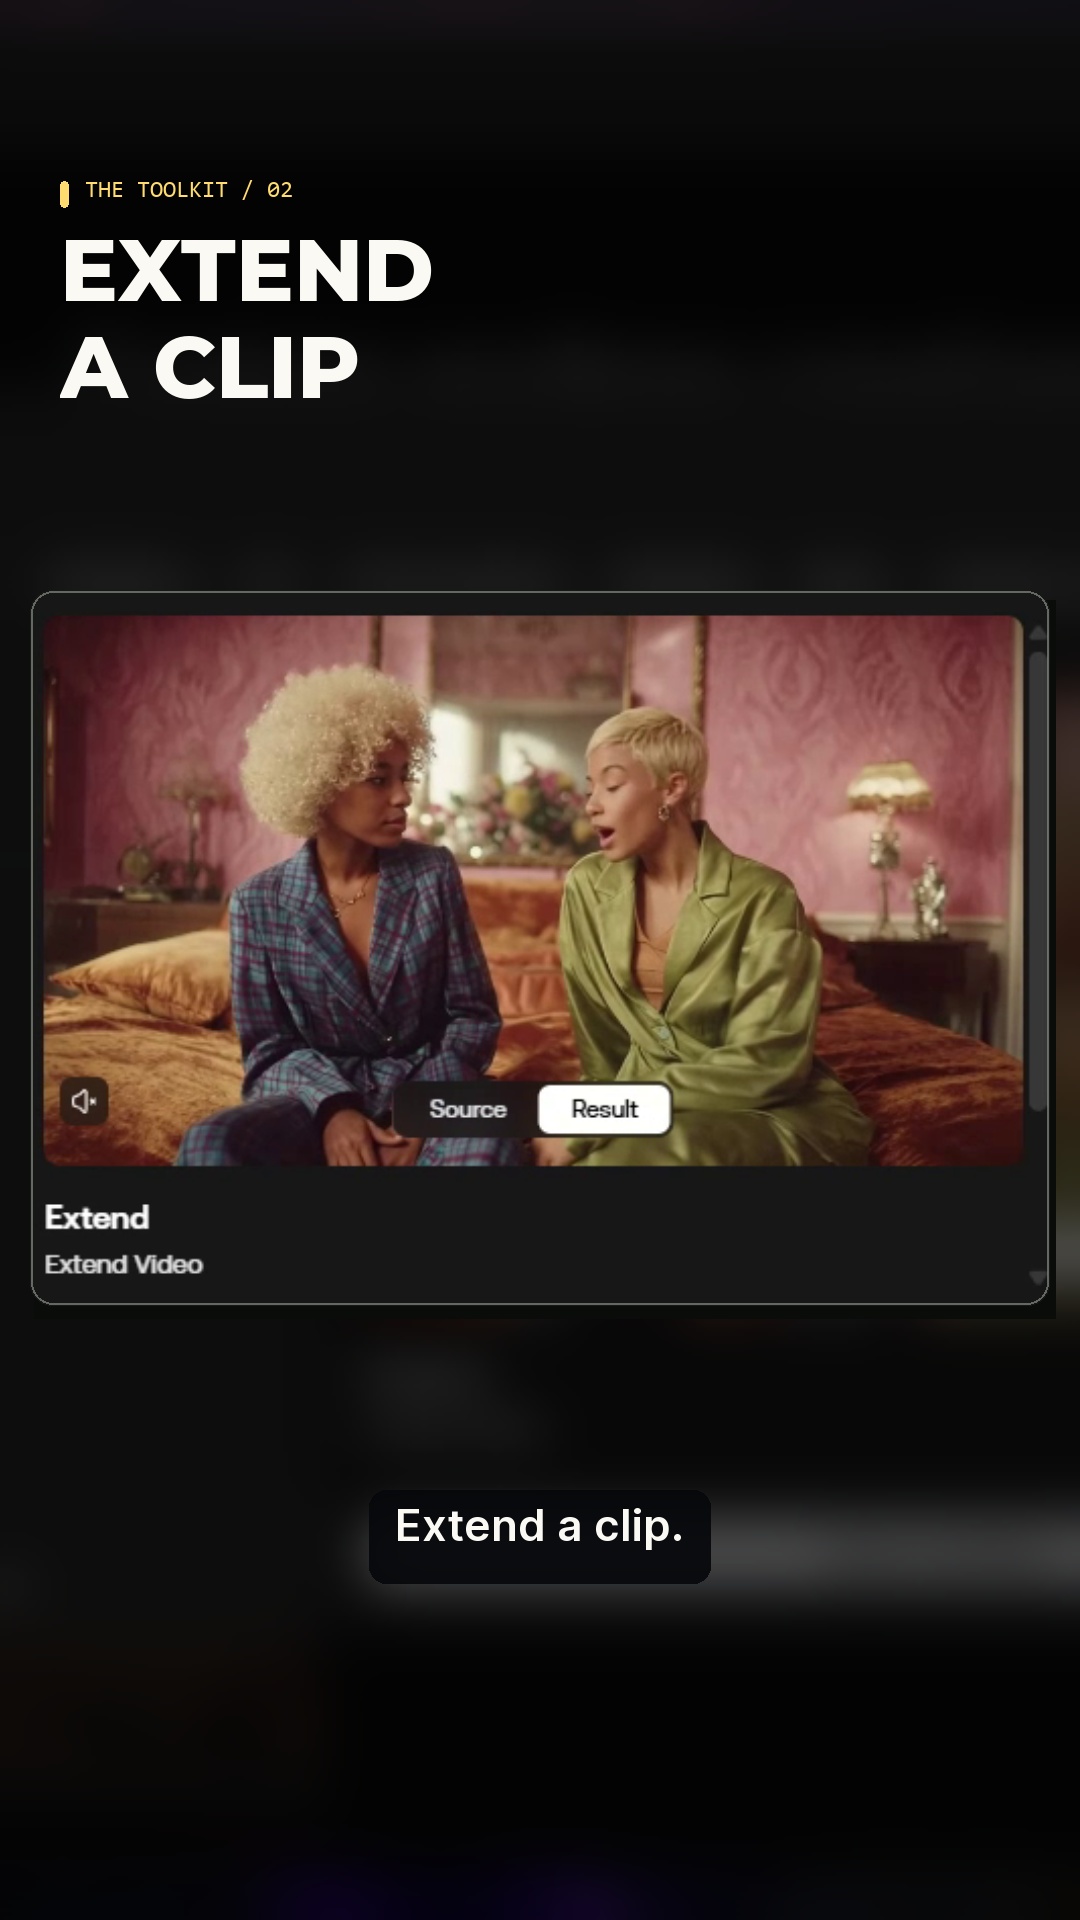 THE TOOLKIT / 02
EXTEND
A CLIP
Source Result
Extend
Extend Video
Extend a clip.